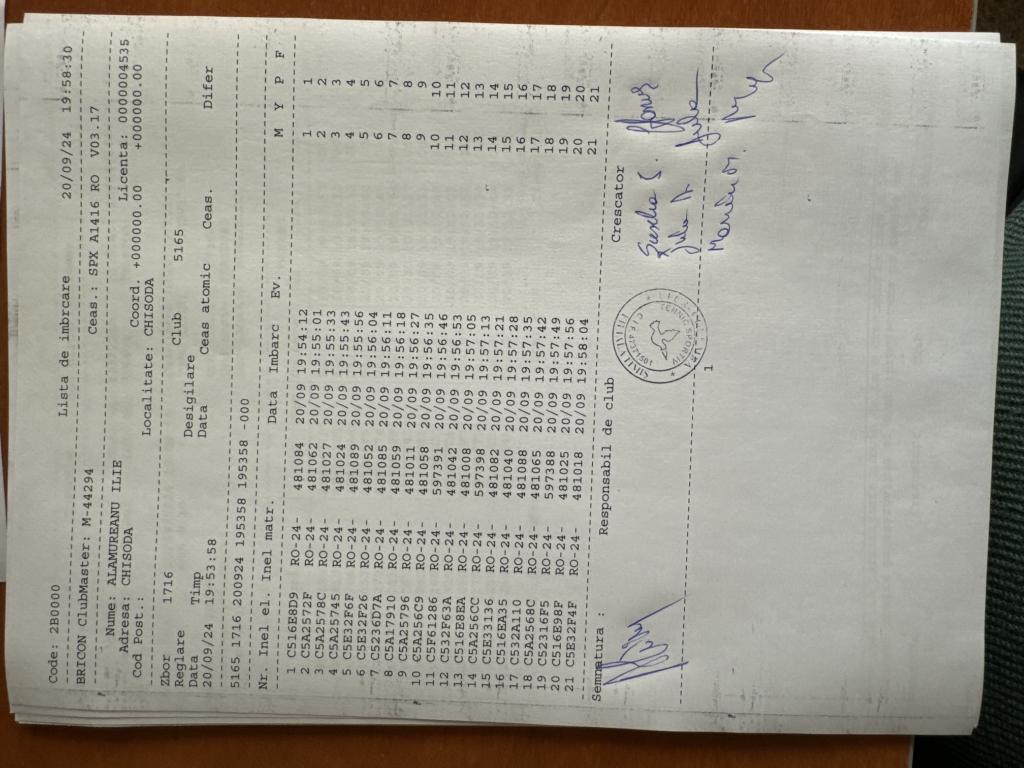 Code: 2B0000 Lista de imbrcare 20/09/24 19:58:30
BRICON ClubMaster: M-44294 Ceas.: SPX A1416 RO V03.17
Nume: ALAMUREANU ILIE Licenta: 0000004535
Adresa: CHISODA Coord. +000000.00 +000000.00
Cod Post.: Localitate: CHISODA
Zbor 1716 Club 5165
Reglare Desigilare
Data Timp Data Ceas atomic Ceas. Difer
20/09/24 19:53:58
5165 1716 200924 195358 195358 -000
Nr. Inel el. Inel matr. Data Imbarc Ev. M Y P F
1 C516E8D9 RO-24- 481084 20/09 19:54:12 1 1
2 C5A2572F RO-24- 481062 20/09 19:55:01 2 2
3 C5A2578C RO-24- 481027 20/09 19:55:33 3 3
4 C5A25745 RO-24- 481024 20/09 19:55:43 4 4
5 C5E32F6F RO-24- 481089 20/09 19:55:56 5 5
6 C5E32F26 RO-24- 481052 20/09 19:56:04 6 6
7 C5236D7A RO-24- 481085 20/09 19:56:11 7 7
8 C5A17919 RO-24- 481059 20/09 19:56:18 8 8
9 C5A25796 RO-24- 481011 20/09 19:56:27 9 9
10 C5A256C9 RO-24- 481058 20/09 19:56:35 10 10
11 C5F61286 RO-24- 597391 20/09 19:56:46 11 11
12 C532F63A RO-24- 481042 20/09 19:56:53 12 12
13 C516E8EA RO-24- 481008 20/09 19:57:05 13 13
14 C5A256CC RO-24- 597398 20/09 19:57:13 14 14
15 C5E33136 RO-24- 481082 20/09 19:57:21 15 15
16 C516EA35 RO-24- 481040 20/09 19:57:28 16 16
17 C532A110 RO-24- 481088 20/09 19:57:35 17 17
18 C5A2568C RO-24- 481065 20/09 19:57:42 18 18
19 C52316F5 RO-24- 597388 20/09 19:57:49 19 19
20 C516E98F RO-24- 481025 20/09 19:57:56 20 20
21 C5E32F4F RO-24- 481018 20/09 19:58:04 21 21
Semnatura : Responsabil de club Crescator
1